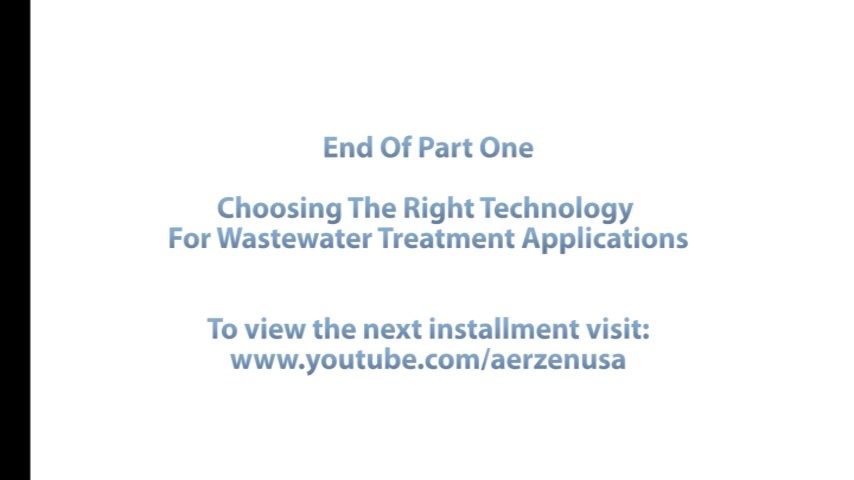 End Of Part One
Choosing The Right Technology
For Wastewater Treatment Applications
To view the next installment visit:
www.youtube.com/aerzenusa